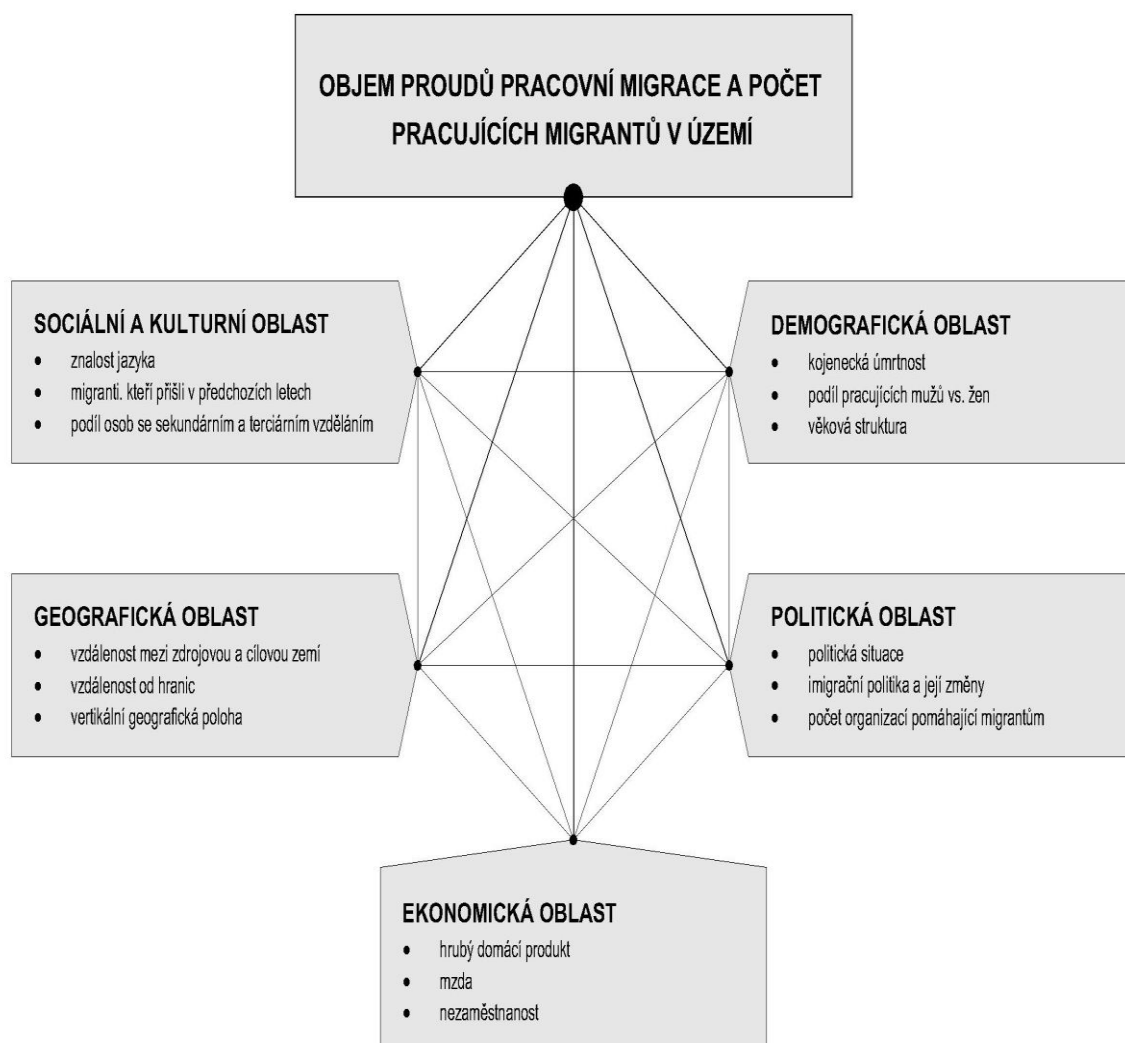 OBJEM PROUDŮ PRACOVNÍ MIGRACE A POČET
PRACUJÍCÍCH MIGRANTŮ V ÚZEMÍ
SOCIÁLNÍ A KULTURNÍ OBLAST
• znalost jazyka
• migranti. kteří přišli v předchozích letech
• podíl osob se sekundárním a terciárním vzděláním
DEMOGRAFICKÁ OBLAST
• kojenecká úmrtnost
• podíl pracujících mužů vs. žen
• věková struktura
GEOGRAFICKÁ OBLAST
• vzdálenost mezi zdrojovou a cílovou zemí
• vzdálenost od hranic
• vertikální geografická poloha
POLITICKÁ OBLAST
• politická situace
• imigrační politika a její změny
• počet organizací pomáhající migrantům
EKONOMICKÁ OBLAST
• hrubý domácí produkt
• mzda
• nezaměstnanost